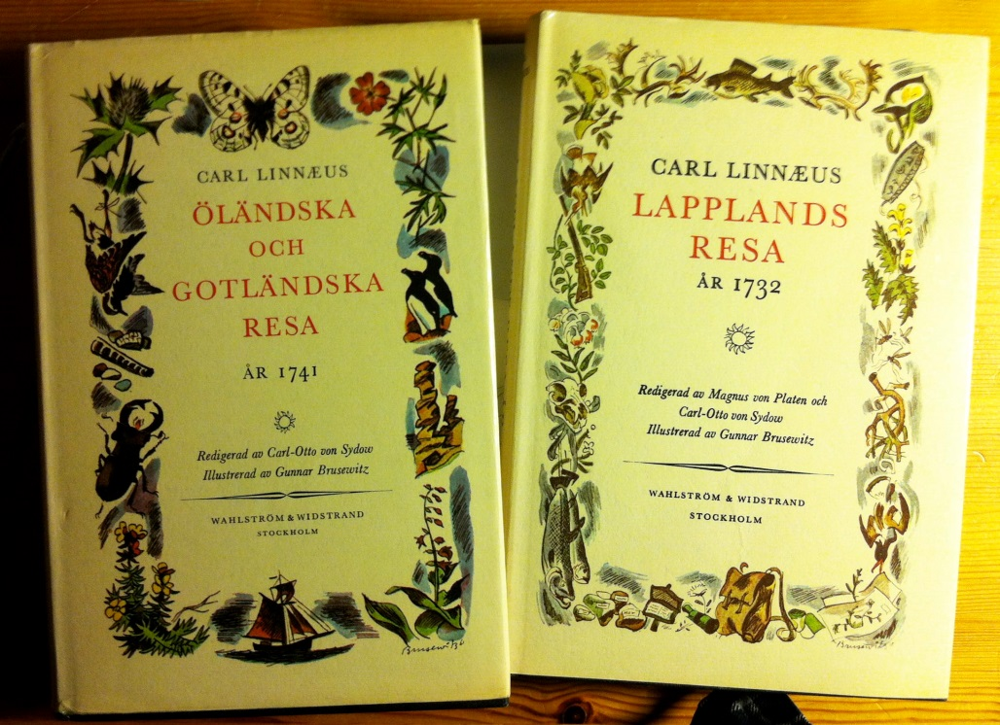 CARL LINNÆUS
ÖLÄNDSKA
OCH
GOTLÄNDSKA
RESA
ÅR 1741
Redigerad av Carl-Otto von Sydow
Illustrerad av Gunnar Brusewitz
WAHLSTRÖM & WIDSTRAND
STOCKHOLM
Brusewitz
CARL LINNÆUS
LAPPLANDS
RESA
ÅR 1732
Redigerad av Magnus von Platen och
Carl-Otto von Sydow
Illustrerad av Gunnar Brusewitz
WAHLSTRÖM & WIDSTRAND
STOCKHOLM
Brusewitz